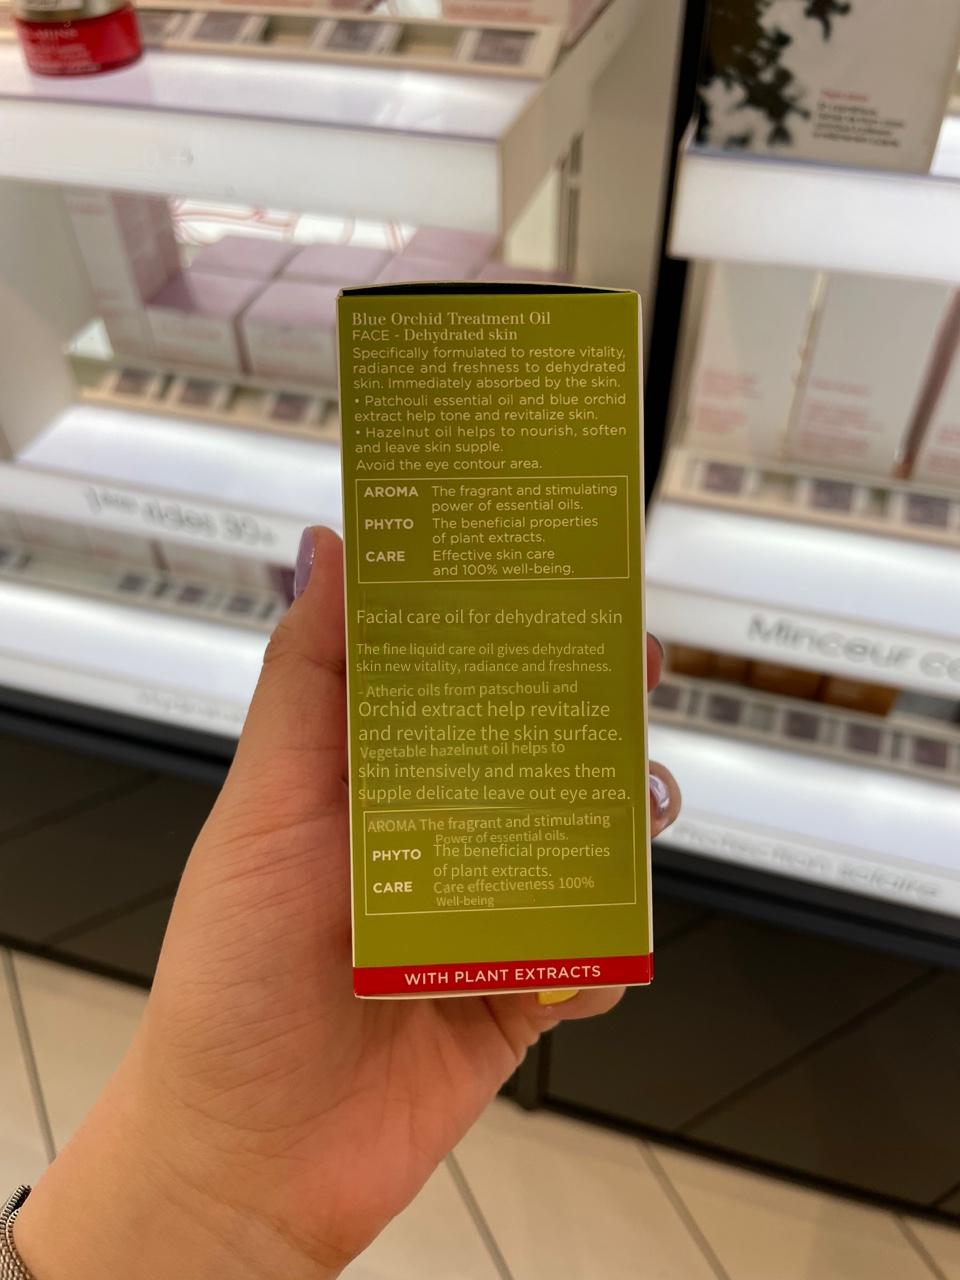 Blue Orchid Treatment Oil
FACE - Dehydrated skin
Specifically formulated to restore vitality,
radiance and freshness to dehydrated
skin. Immediately absorbed by the skin.
• Patchouli essential oil and blue orchid
extract help tone and revitalize skin.
• Hazelnut oil helps to nourish, soften
and leave skin supple.
Avoid the eye contour area.
AROMA The fragrant and stimulating
power of essential oils.
PHYTO The beneficial properties
of plant extracts.
CARE Effective skin care
and 100% well-being.
Facial care oil for dehydrated skin
The fine liquid care oil gives dehydrated
skin new vitality, radiance and freshness.
- Atheric oils from patschouli and
Orchid extract help revitalize
and revitalize the skin surface.
Vegetable hazelnut oil helps to
skin intensively and makes them
supple delicate leave out eye area.
AROMA The fragrant and stimulating
Power of essential oils.
PHYTO The beneficial properties
of plant extracts.
CARE Care effectiveness 100%
Well-being
WITH PLANT EXTRACTS
rides 30+
Minceur